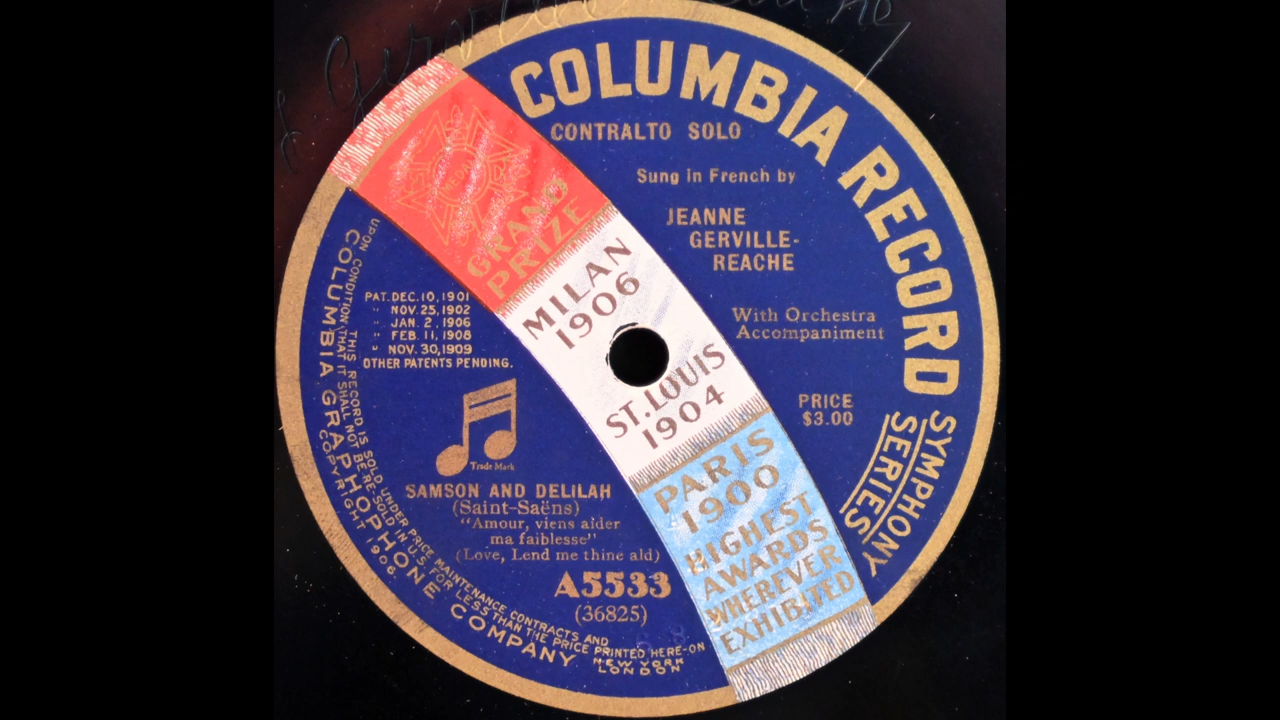 Gerville
COLUMBIA RECORD
SYMPHONY
SERIES
CONTRALTO SOLO
Sung in French by
JEANNE
GERVILLE-
REACHE
With Orchestra
Accompaniment
PRICE
$3.00
MEDAL
GRAND
PRIZE
MILAN
1906
ST. LOUIS
1904
PARIS
1900
HIGHEST
AWARDS
WHEREVER
EXHIBITED
PAT. DEC. 10, 1901
" NOV. 25, 1902
" JAN. 2, 1906
" FEB. 11, 1908
" NOV. 30, 1909
OTHER PATENTS PENDING.
Trade Mark
SAMSON AND DELILAH
(Saint-Saëns)
"Amour, viens aider
ma faiblesse"
(Love, Lend me thine aid)
A5533
(36825)
THIS RECORD IS SOLD UNDER PRICE MAINTENANCE CONTRACTS AND
UPON CONDITION THAT IT SHALL NOT BE RE-SOLD IN U.S. FOR LESS THAN THE PRICE PRINTED HERE-ON
COLUMBIA GRAPHOPHONE COMPANY
NEW YORK
LONDON
COPYRIGHT 1906.